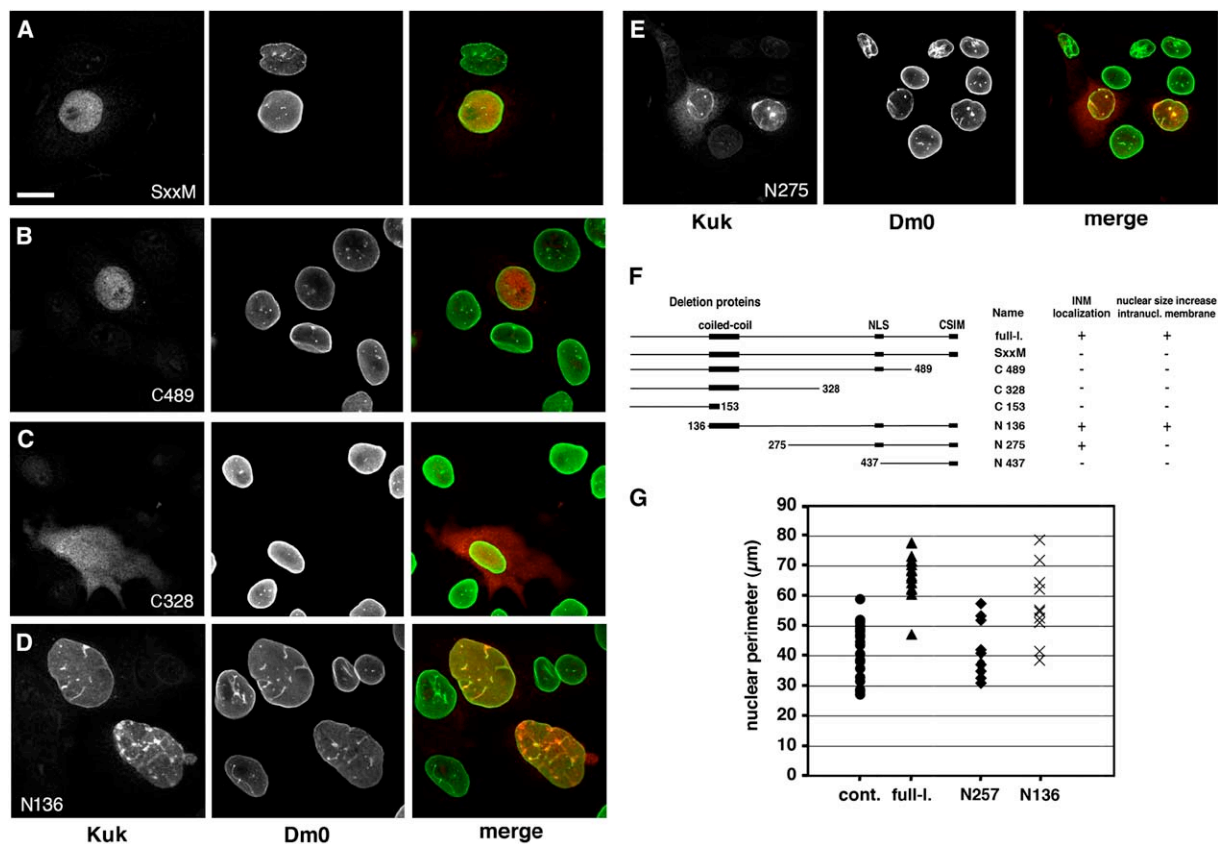 A
SxxM
B
C489
C
C328
D
N136
Kuk Dm0 merge
E
N275
Kuk Dm0 merge
F
Deletion proteins
coiled-coil NLS CSIM Name INM localization nuclear size increase intranucl. membrane
full-l. + +
SxxM - -
489 C 489 - -
328 C 328 - -
153 C 153 - -
136 N 136 + +
275 N 275 + -
437 N 437 - -
G
nuclear perimeter (µm)
90
80
70
60
50
40
30
20
10
0
cont. full-l. N257 N136